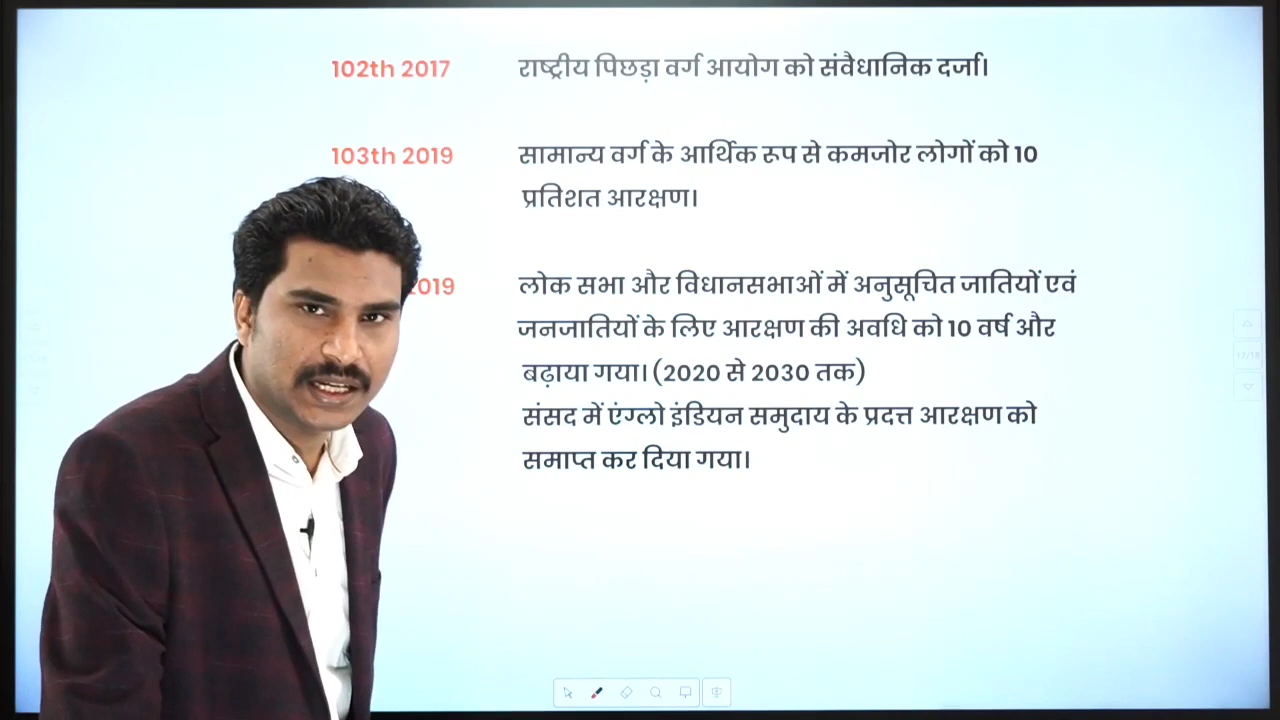 102th 2017 राष्ट्रीय पिछड़ा वर्ग आयोग को संवैधानिक दर्जा।
103th 2019 सामान्य वर्ग के आर्थिक रूप से कमजोर लोगों को 10
प्रतिशत आरक्षण।
2019 लोक सभा और विधानसभाओं में अनुसूचित जातियों एवं
जनजातियों के लिए आरक्षण की अवधि को 10 वर्ष और
बढ़ाया गया। (2020 से 2030 तक)
संसद में एंग्लो इंडियन समुदाय के प्रदत्त आरक्षण को
समाप्त कर दिया गया।
17/18